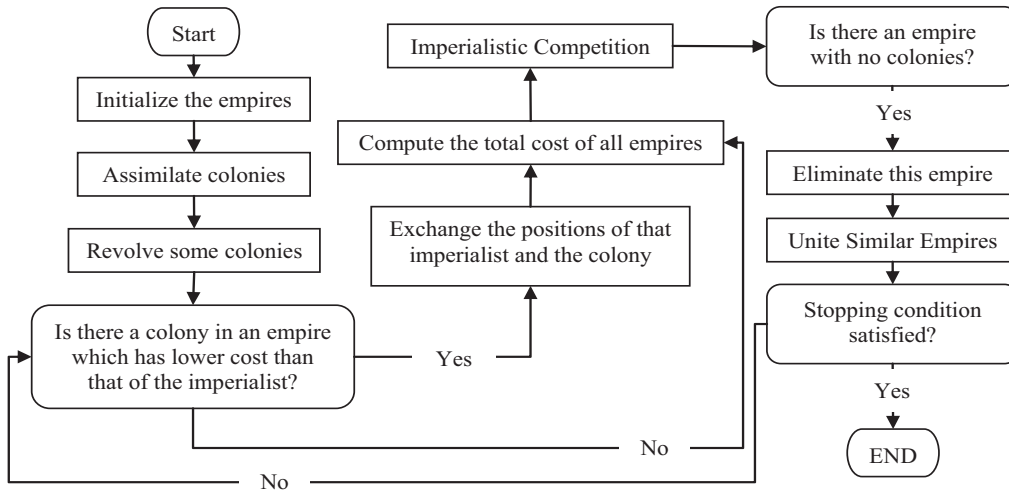 Start
Initialize the empires
Assimilate colonies
Revolve some colonies
Is there a colony in an empire
which has lower cost than
that of the imperialist?
Yes
No
No
Exchange the positions of that
imperialist and the colony
Compute the total cost of all empires
Imperialistic Competition
Is there an empire
with no colonies?
Yes
Eliminate this empire
Unite Similar Empires
Stopping condition
satisfied?
Yes
END